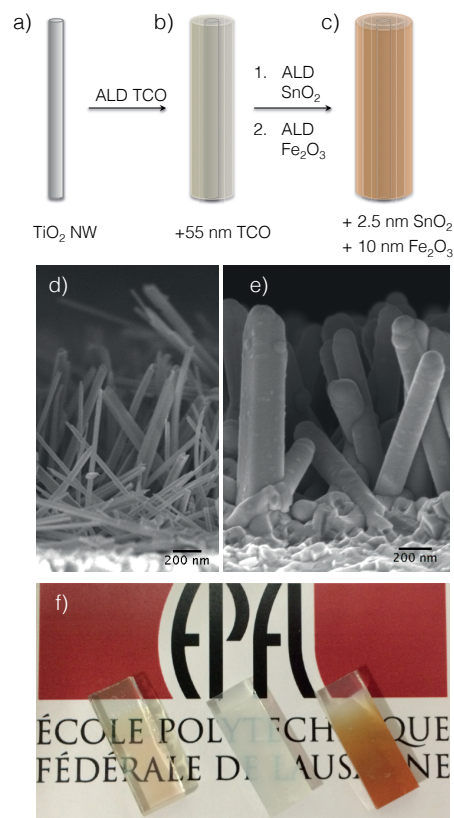 a)
b)
c)
ALD TCO
1. ALD
SnO₂
2. ALD
Fe₂O₃
TiO₂ NW
+55 nm TCO
+ 2.5 nm SnO₂
+ 10 nm Fe₂O₃
d)
e)
200 nm
200 nm
f)
EPFL
ÉCOLE POLYTECHNIQUE
FÉDÉRALE DE LAUSANNE